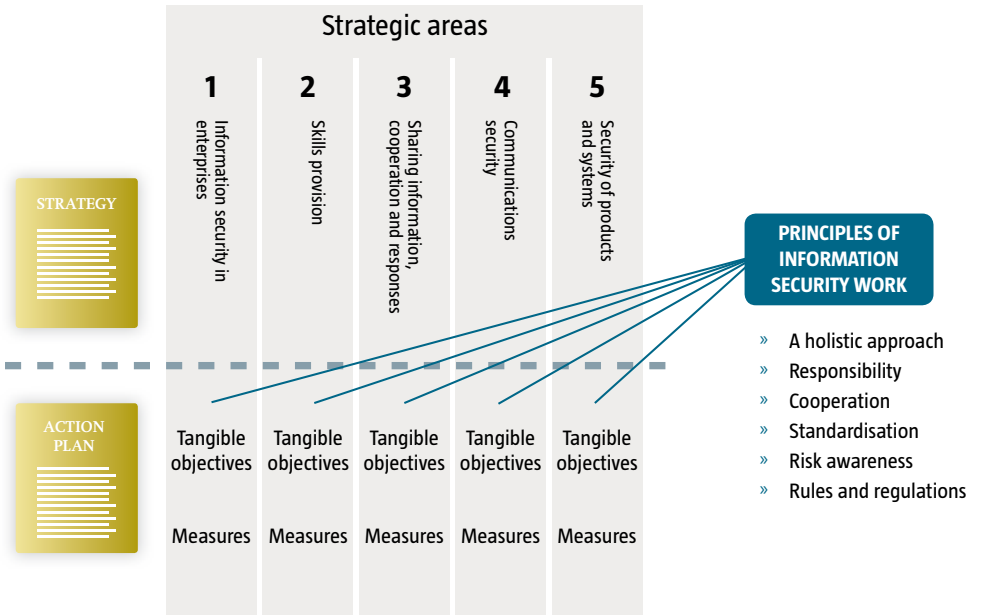 Strategic areas
1
2
3
4
5
Information security in
enterprises
Skills provision
Sharing information,
cooperation and responses
Communications
security
Security of products
and systems
STRATEGY
PRINCIPLES OF
INFORMATION
SECURITY WORK
» A holistic approach
» Responsibility
» Cooperation
» Standardisation
» Risk awareness
» Rules and regulations
ACTION
PLAN
Tangible
objectives
Tangible
objectives
Tangible
objectives
Tangible
objectives
Tangible
objectives
Measures
Measures
Measures
Measures
Measures